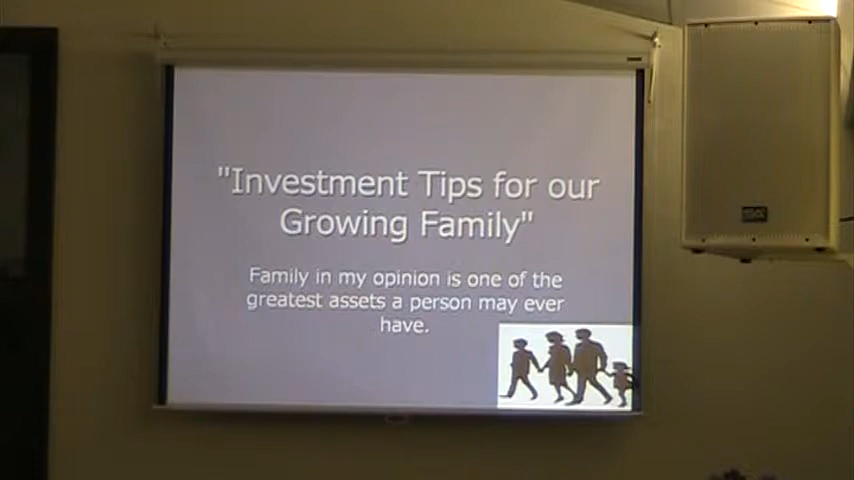 "Investment Tips for our
Growing Family"
Family in my opinion is one of the
greatest assets a person may ever
have.